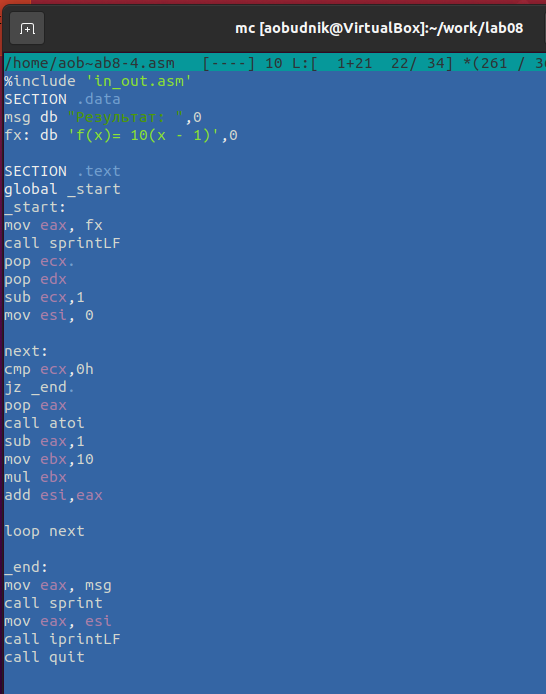 mc [aobudnik@VirtualBox]:~/work/lab08
/home/aob~ab8-4.asm [----] 10 L:[ 1+21 22/ 34] *(261 /
%include 'in_out.asm'
SECTION .data
msg db "Результат: ",0
fx: db 'f(x)= 10(x - 1)',0
SECTION .text
global _start
_start:
mov eax, fx
call sprintLF
pop ecx.
pop edx
sub ecx,1
mov esi, 0
next:
cmp ecx,0h
jz _end.
pop eax
call atoi
sub eax,1
mov ebx,10
mul ebx
add esi,eax
loop next
_end:
mov eax, msg
call sprint
mov eax, esi
call iprintLF
call quit